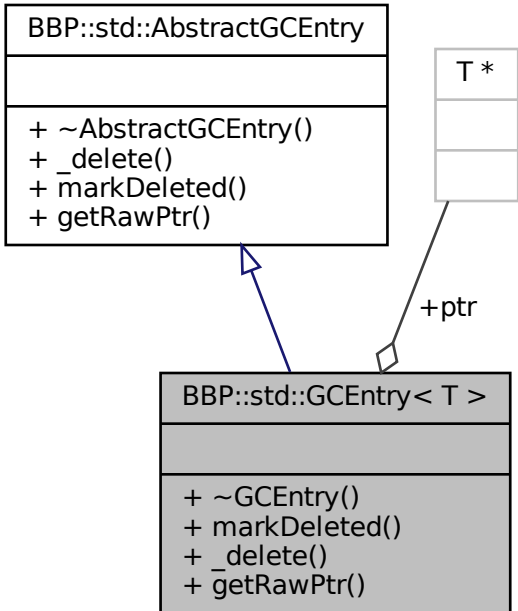 BBP::std::AbstractGCEntry
+ ~AbstractGCEntry()
+ _delete()
+ markDeleted()
+ getRawPtr()
T *
+ptr
BBP::std::GCEntry< T >
+ ~GCEntry()
+ markDeleted()
+ _delete()
+ getRawPtr()